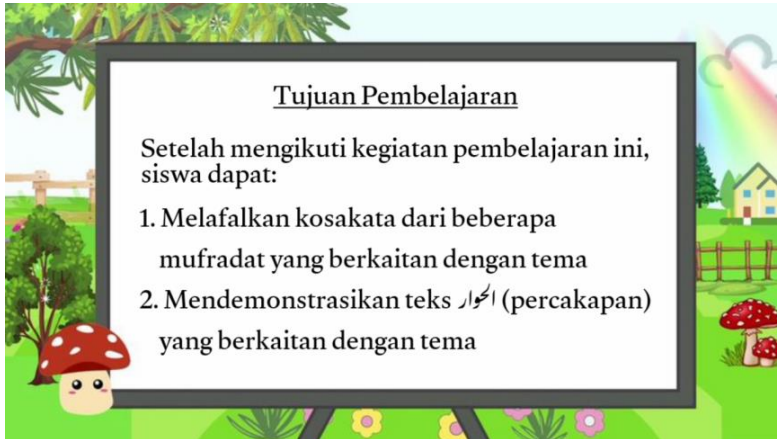 Tujuan Pembelajaran
Setelah mengikuti kegiatan pembelajaran ini,
siswa dapat:
1. Melafalkan kosakata dari beberapa
mufradat yang berkaitan dengan tema
2. Mendemonstrasikan teks الحوار (percakapan)
yang berkaitan dengan tema